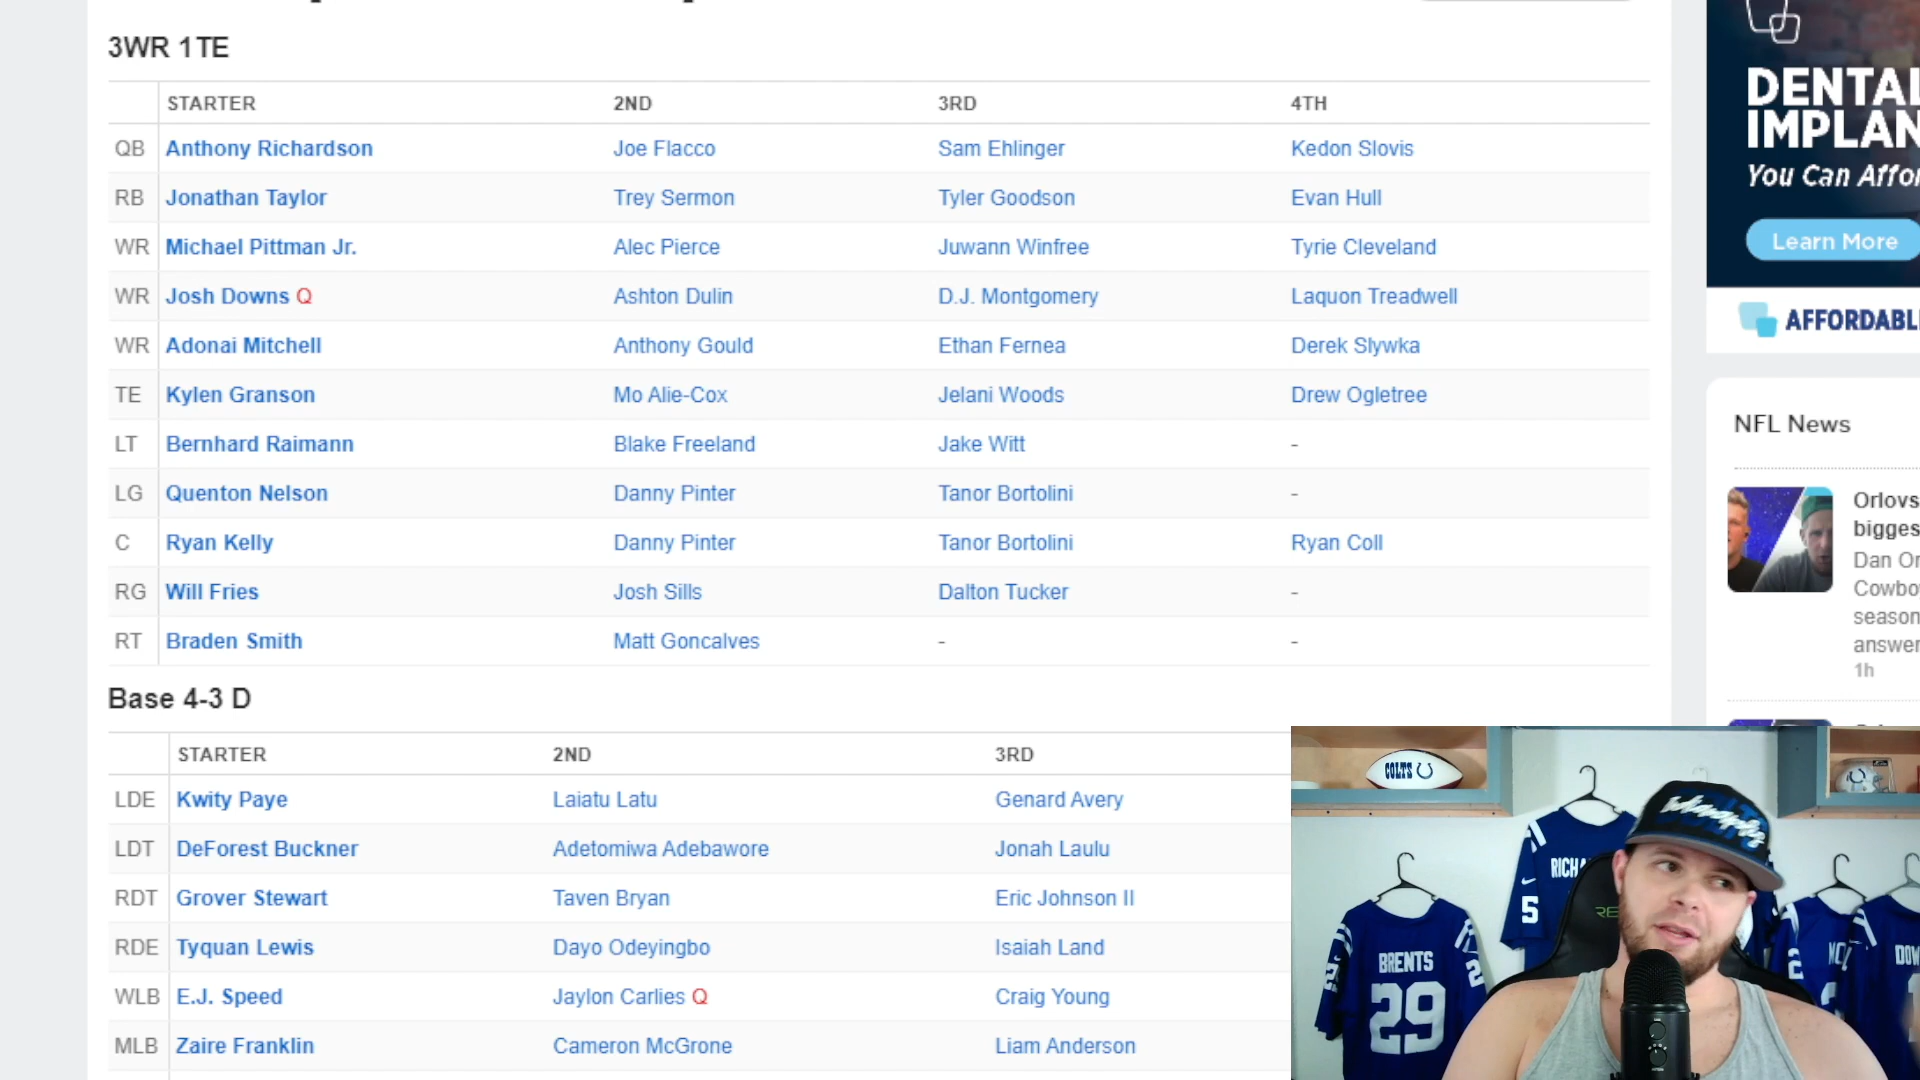 3WR 1TE
STARTER 2ND 3RD 4TH
QB Anthony Richardson Joe Flacco Sam Ehlinger Kedon Slovis
RB Jonathan Taylor Trey Sermon Tyler Goodson Evan Hull
WR Michael Pittman Jr. Alec Pierce Juwann Winfree Tyrie Cleveland
WR Josh Downs Q Ashton Dulin D.J. Montgomery Laquon Treadwell
WR Adonai Mitchell Anthony Gould Ethan Fernea Derek Slywka
TE Kylen Granson Mo Alie-Cox Jelani Woods Drew Ogletree
LT Bernhard Raimann Blake Freeland Jake Witt -
LG Quenton Nelson Danny Pinter Tanor Bortolini -
C Ryan Kelly Danny Pinter Tanor Bortolini Ryan Coll
RG Will Fries Josh Sills Dalton Tucker -
RT Braden Smith Matt Goncalves - -
Base 4-3 D
STARTER 2ND 3RD
LDE Kwity Paye Laiatu Latu Genard Avery
LDT DeForest Buckner Adetomiwa Adebawore Jonah Laulu
RDT Grover Stewart Taven Bryan Eric Johnson II
RDE Tyquan Lewis Dayo Odeyingbo Isaiah Land
WLB E.J. Speed Jaylon Carlies Q Craig Young
MLB Zaire Franklin Cameron McGrone Liam Anderson
DENTAL
IMPLAN
You Can Affor
Learn More
AFFORDABL
NFL News
Orlovs
bigges
Dan Or
Cowboy
season
answer
1h
COLTS
RICHA
5
BRENTS
29
2
DOW